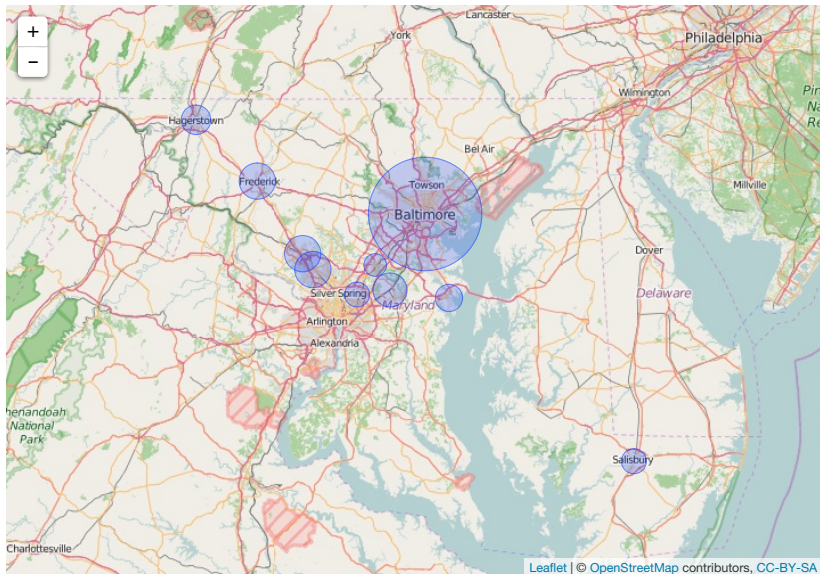 +
−
Lancaster
York
Philadelphia
Wilmington
Hagerstown
Bel Air
Frederick
Towson
Millville
Baltimore
Dover
Silver Spring
Maryland
Delaware
Arlington
Alexandria
National
Park
Salisbury
Charlottesville
Leaflet | © OpenStreetMap contributors, CC-BY-SA